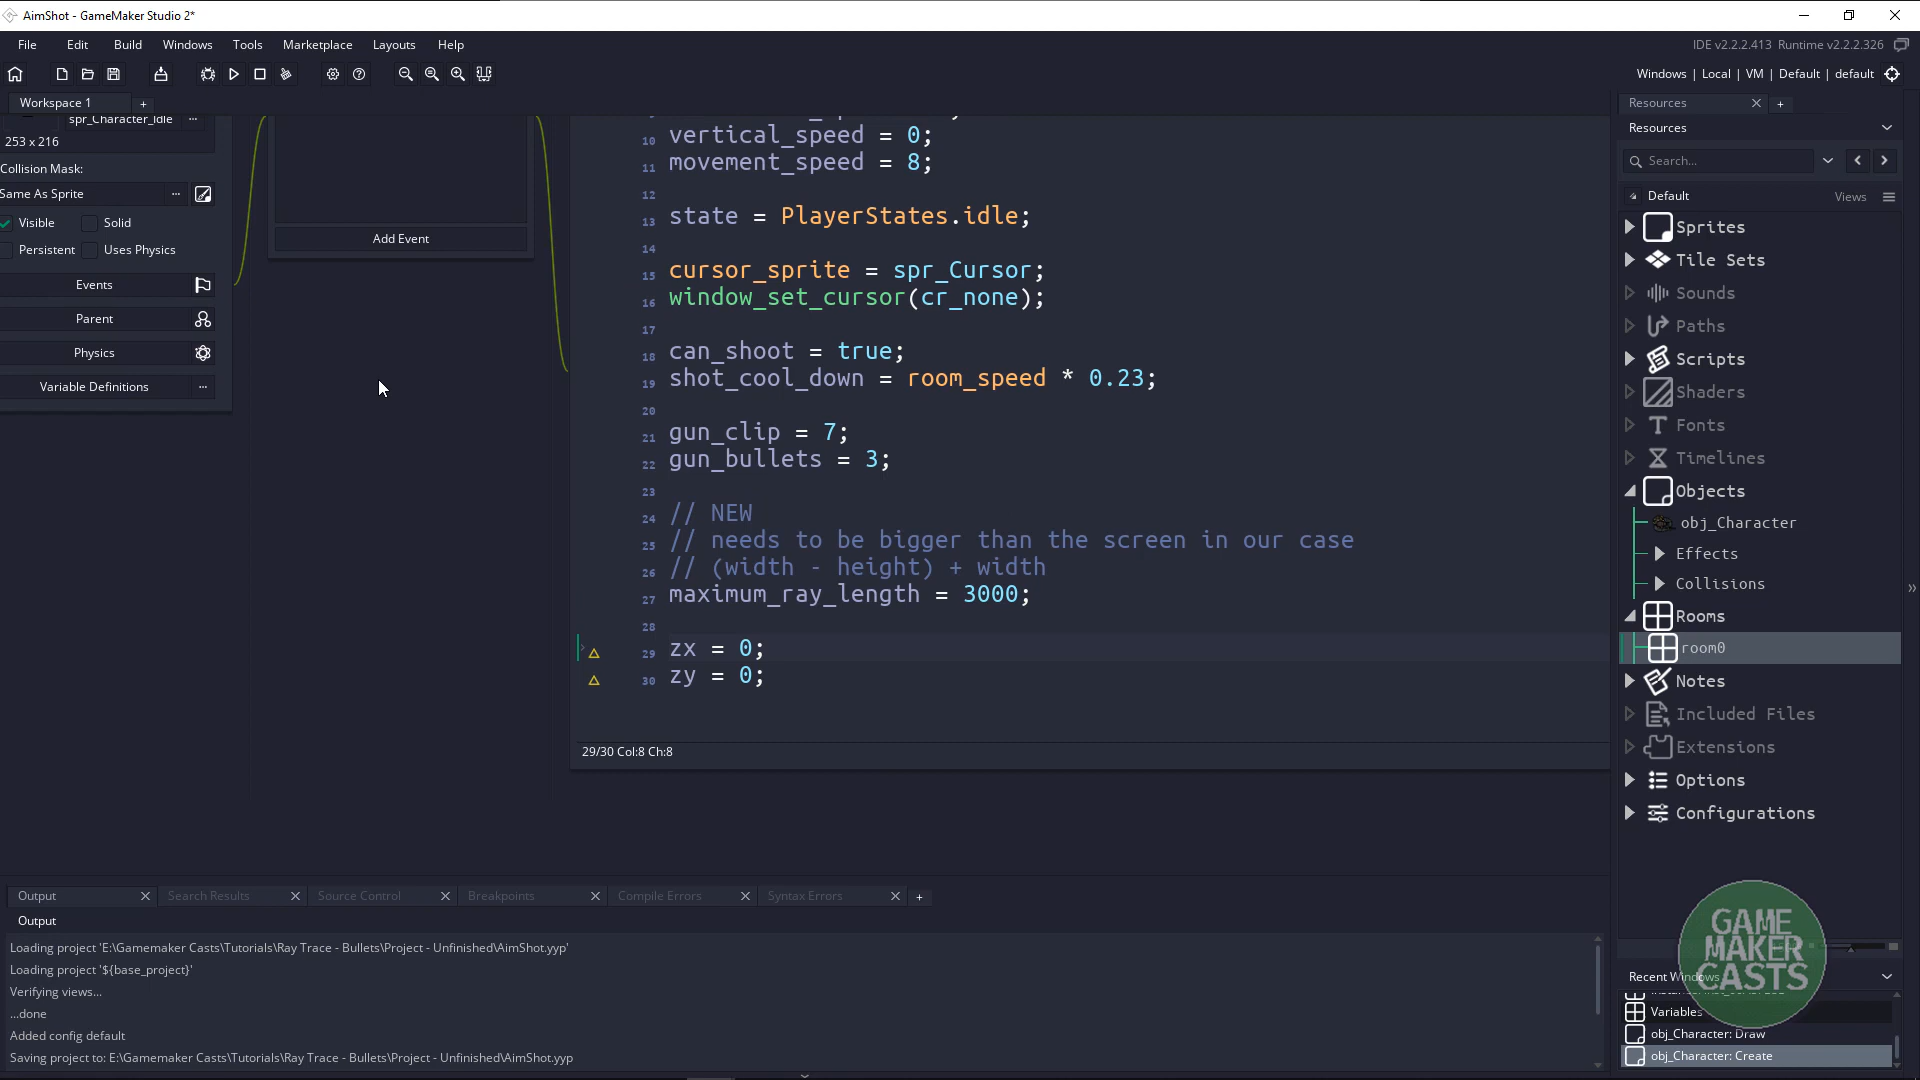 AimShot - GameMaker Studio 2*
File Edit Build Windows Tools Marketplace Layouts Help
IDE v2.2.2.413 Runtime v2.2.2.326
Windows | Local | VM | Default | default
Workspace 1 +
spr_Character_Idle ...
253 x 216
Collision Mask:
Same As Sprite ...
Visible Solid
Persistent Uses Physics
Events
Parent
Physics
Variable Definitions ...
Add Event
10 vertical_speed = 0;
11 movement_speed = 8;
12
13 state = PlayerStates.idle;
14
15 cursor_sprite = spr_Cursor;
16 window_set_cursor(cr_none);
17
18 can_shoot = true;
19 shot_cool_down = room_speed * 0.23;
20
21 gun_clip = 7;
22 gun_bullets = 3;
23
24 // NEW
25 // needs to be bigger than the screen in our case
26 // (width - height) + width
27 maximum_ray_length = 3000;
28
29 zx = 0;
30 zy = 0;
29/30 Col:8 Ch:8
Resources
Resources
Search...
Default Views
Sprites
Tile Sets
Sounds
Paths
Scripts
Shaders
Fonts
Timelines
Objects
obj_Character
Effects
Collisions
Rooms
room0
Notes
Included Files
Extensions
Options
Configurations
Output Search Results Source Control Breakpoints Compile Errors Syntax Errors +
Output
Loading project 'E:\Gamemaker Casts\Tutorials\Ray Trace - Bullets\Project - Unfinished\AimShot.yyp'
Loading project '${base_project}'
Verifying views...
...done
Added config default
Saving project to: E:\Gamemaker Casts\Tutorials\Ray Trace - Bullets\Project - Unfinished\AimShot.yyp
GAME
MAKER
CASTS
Recent Windows
Variables
obj_Character: Draw
obj_Character: Create